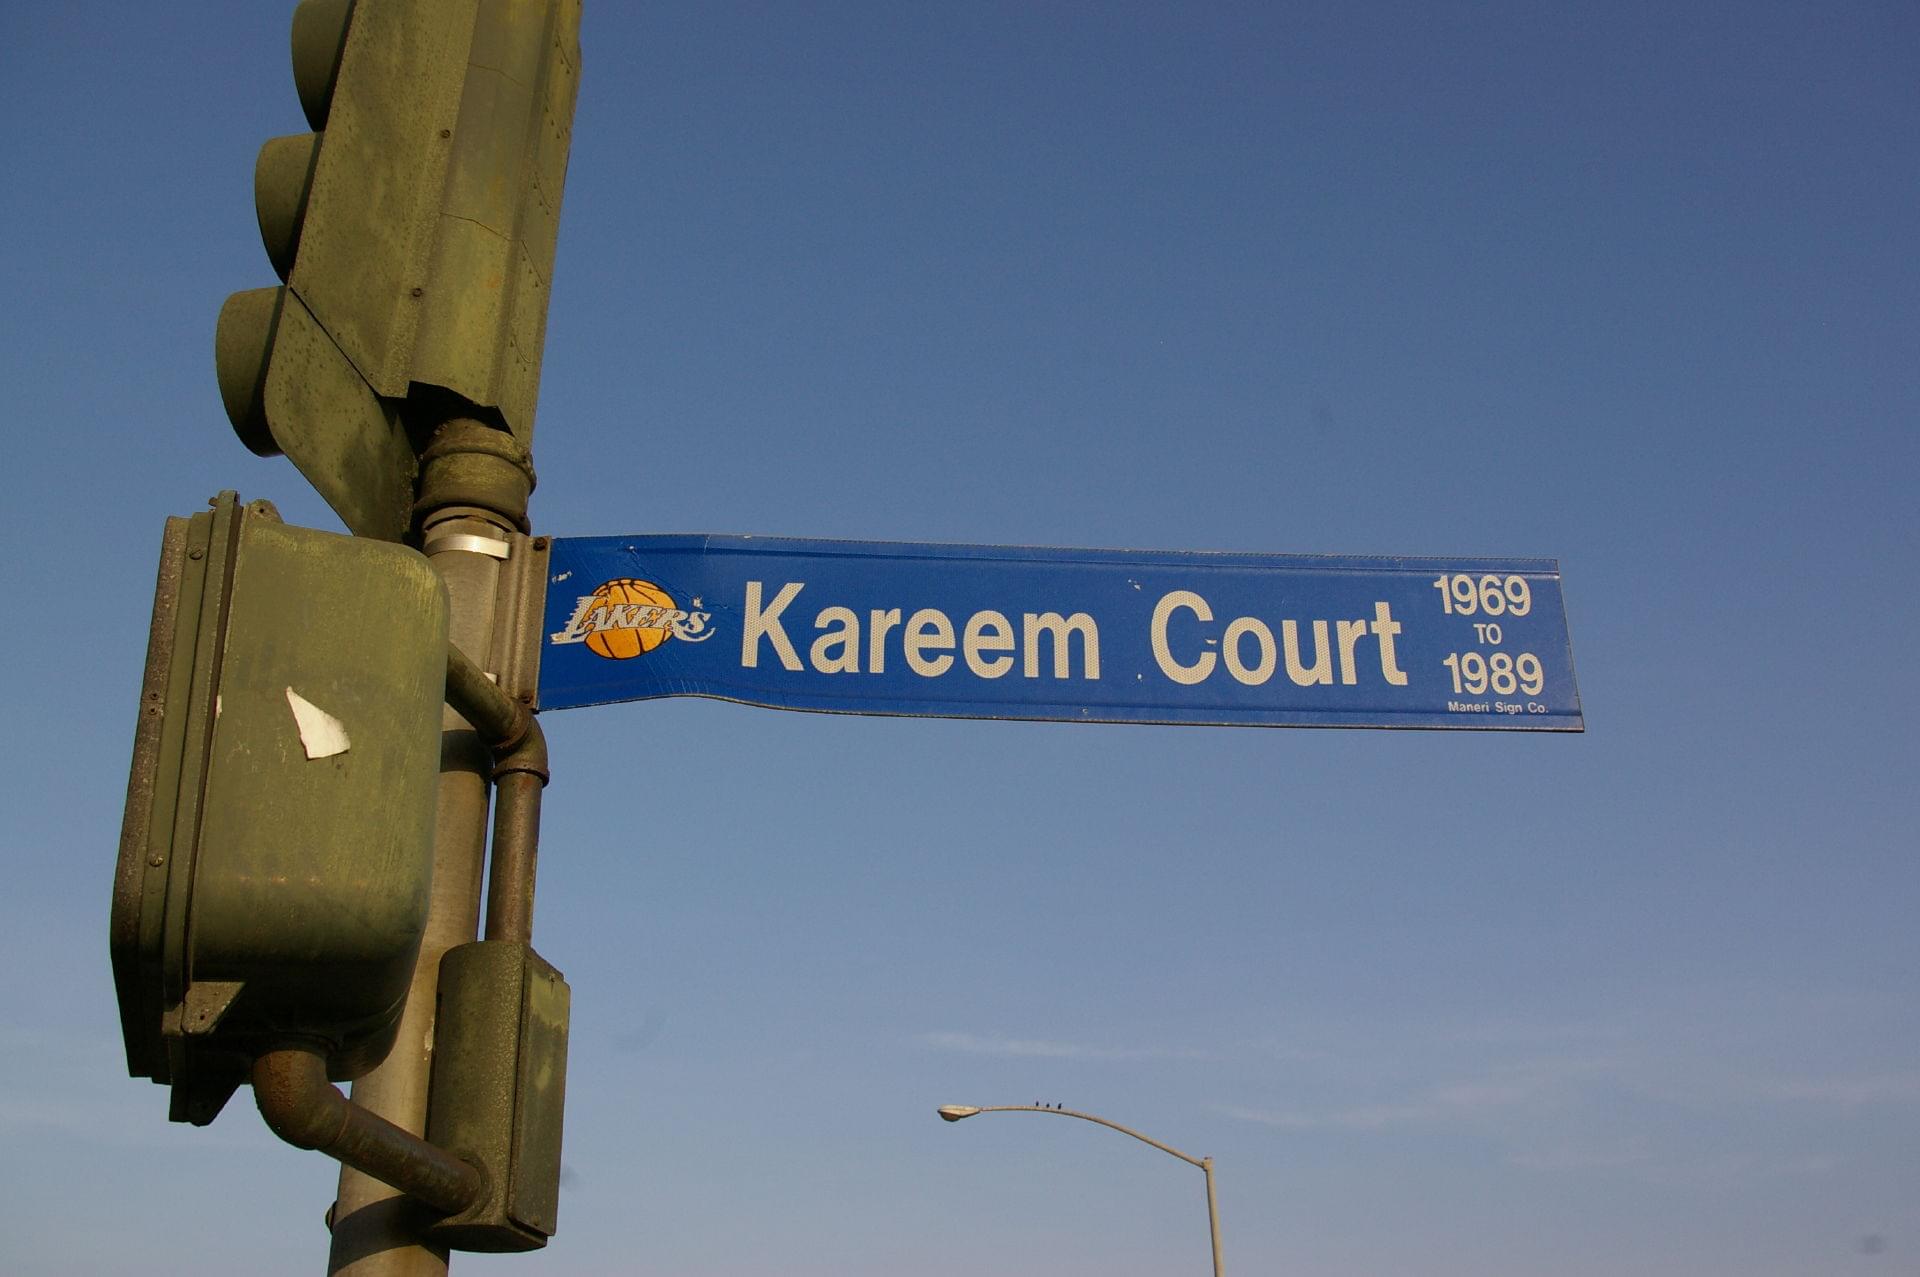 LAKERS
Kareem Court
1969
TO
1989
Maneri Sign Co.